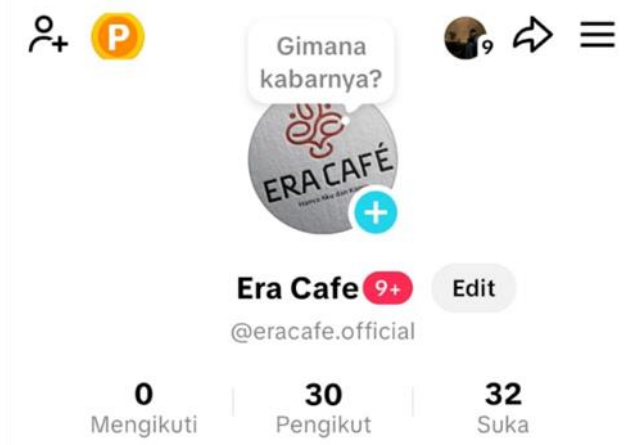 P
Gimana
kabarnya?
9
ERA CAFÉ
Era Cafe 9+ Edit
@eracafe.official
0 30 32
Mengikuti Pengikut Suka